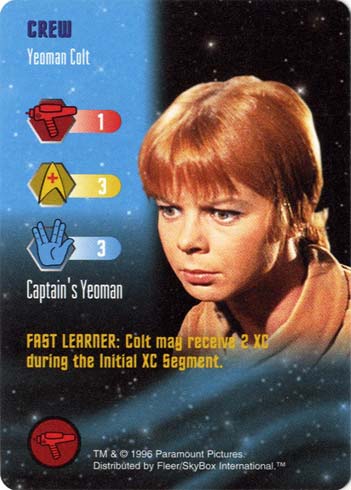 CREW
Yeoman Colt
1
3
3
Captain's Yeoman
FAST LEARNER: Colt may receive 2 XC
during the Initial XC Segment.
TM & © 1996 Paramount Pictures.
Distributed by Fleer/SkyBox International.™